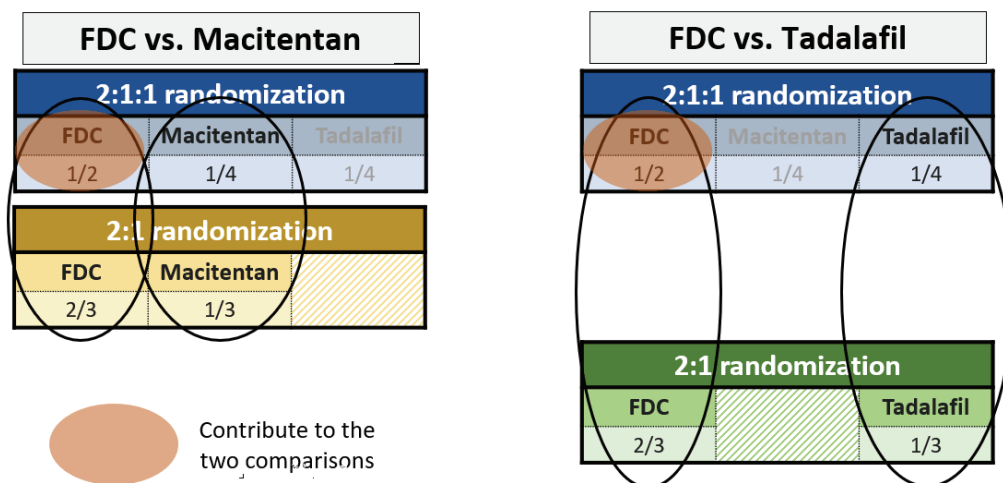 FDC vs. Macitentan
2:1:1 randomization
FDC Macitentan Tadalafil
1/2 1/4 1/4
2:1 randomization
FDC Macitentan
2/3 1/3
Contribute to the
two comparisons
FDC vs. Tadalafil
2:1:1 randomization
FDC Macitentan Tadalafil
1/2 1/4 1/4
2:1 randomization
FDC Tadalafil
2/3 1/3